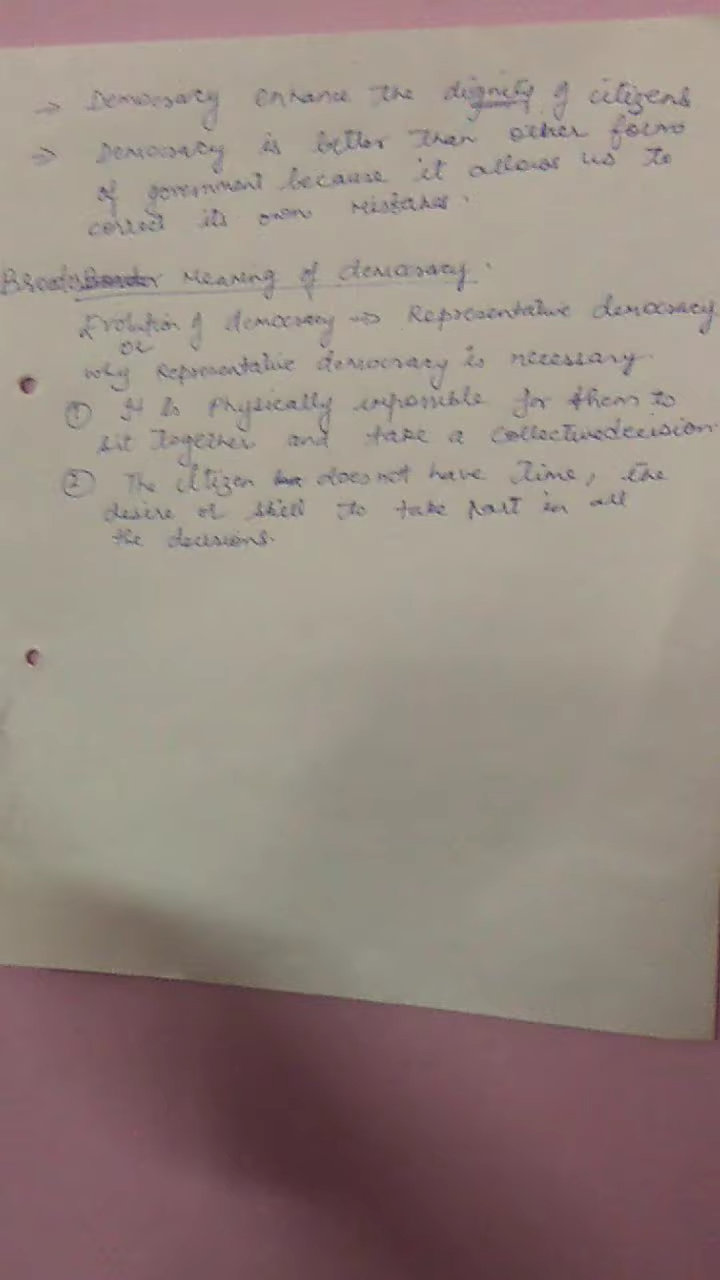 → Democracy enhance the dignity of citizens
→ Democracy is better than other form
of government because it allows us to
correct its own mistakes.
Broader Meaning of democracy.
Evolution of democracy → Representative democracy
or
why Representative democracy is necessary.
① It is Physically impossible for them to
sit together and take a collective decision
② The citizen does not have Time, the
desire or skill to take part in all
the decisions.